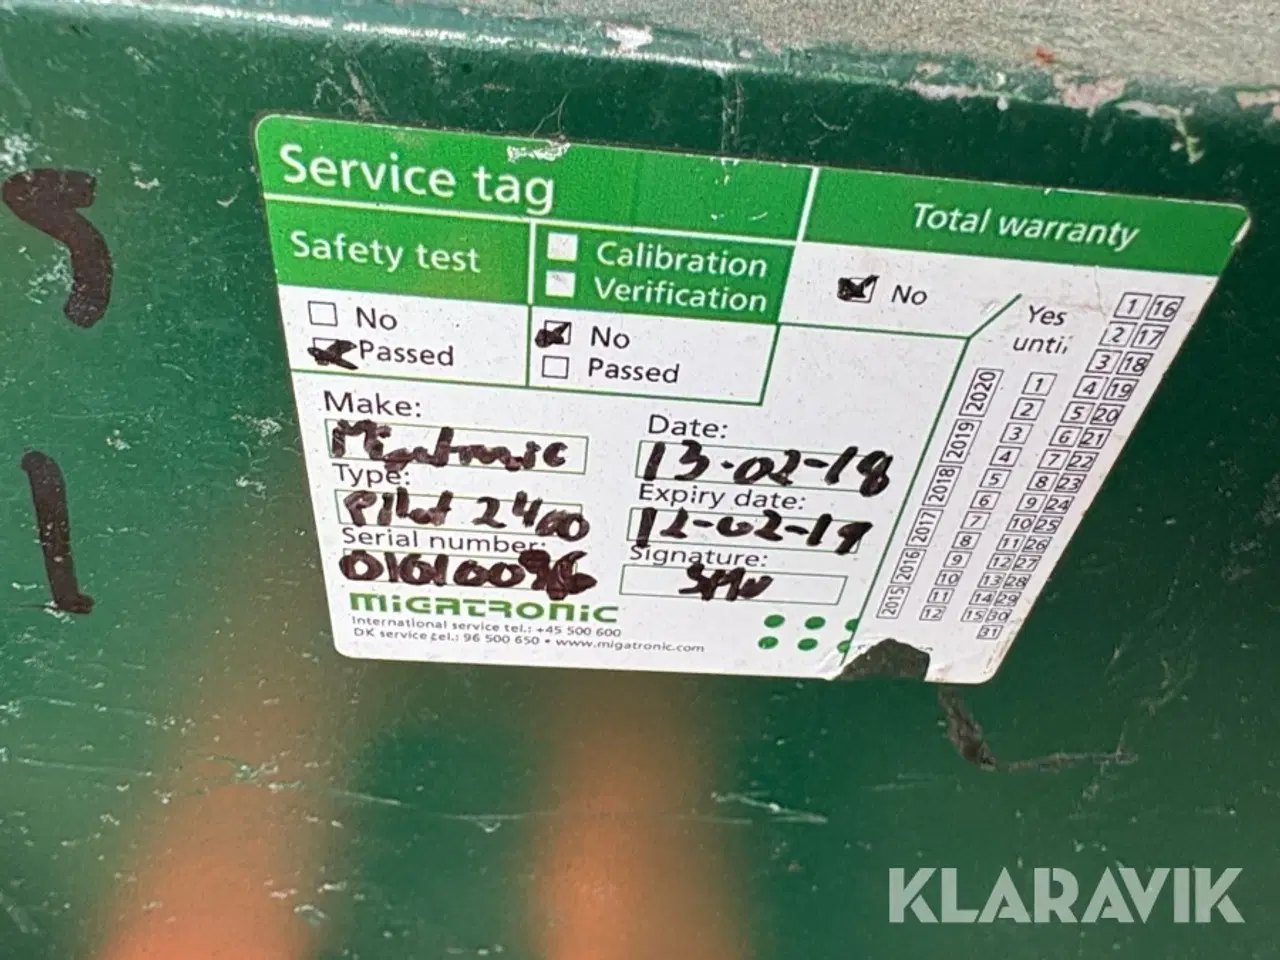 5
1
Service tag
Total warranty
Safety test
Calibration
Verification
No
Passed
No
Passed
No
Yes
until
Make:
Migatronic
Date:
13-02-18
Type:
Pilot 2400
Expiry date:
12-02-19
Serial number:
Signature:
MIGATRONIC
International service tel.: +45 500 600
DK service tel.: 96 500 650 • www.migatronic.com
2015 2016 2017 2018 2019 2020
1 2 3 4 5 6 7 8 9 10 11 12
1 2 3 4 5 6 7 8 9 10 11 12 13 14 15
16 17 18 19 20 21 22 23 24 25 26 27 28 29 30
31
KLARAVIK